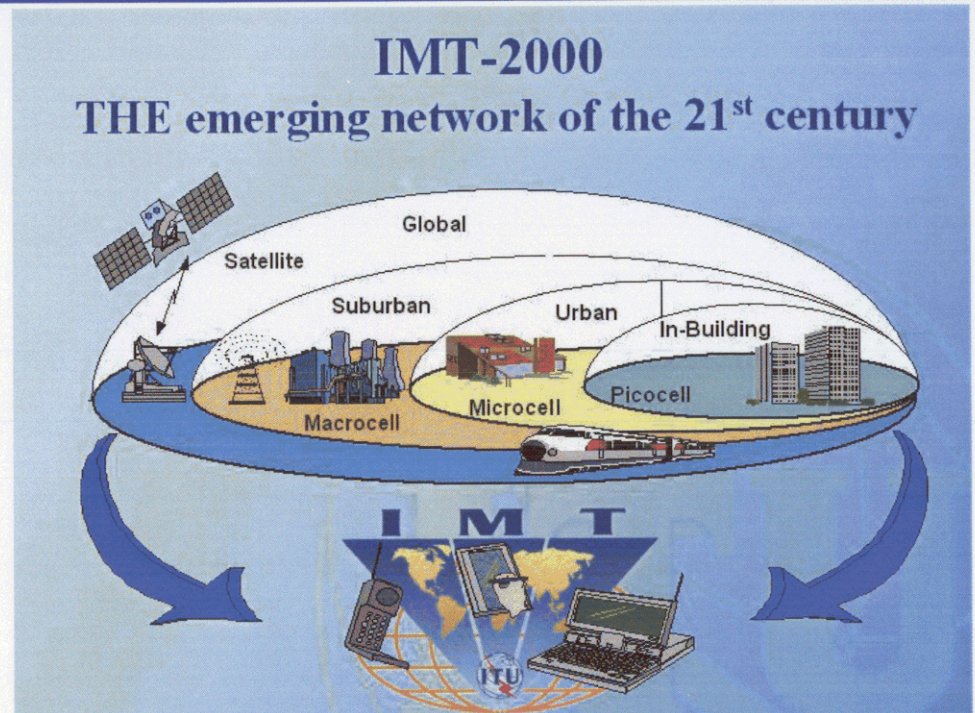 IMT-2000
THE emerging network of the 21st century
Global
Satellite
Suburban
Urban
In-Building
Picocell
Microcell
Macrocell
I M T
ITU